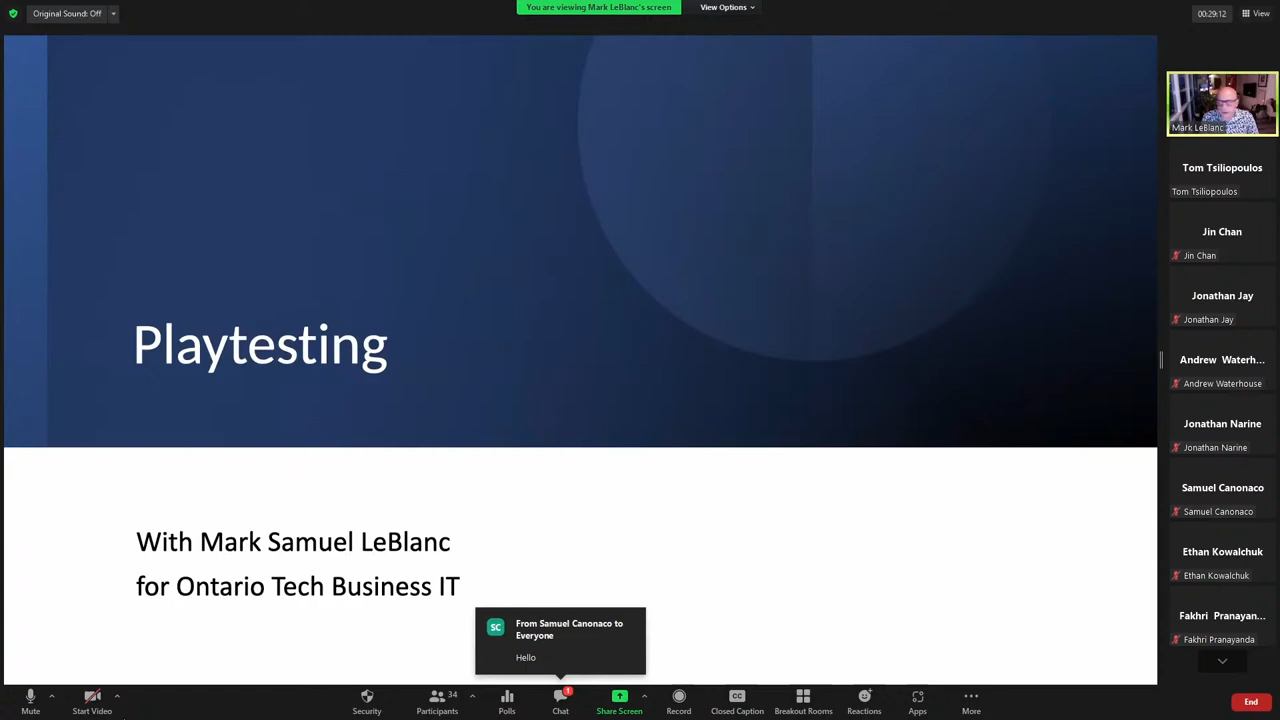 Original Sound: Off
You are viewing Mark LeBlanc's screen
View Options
00:29:12
View
Mark LeBlanc
Tom Tsiliopoulos
Tom Tsiliopoulos
Jin Chan
Jin Chan
Jonathan Jay
Jonathan Jay
Andrew Waterh...
Andrew Waterhouse
Jonathan Narine
Jonathan Narine
Samuel Canonaco
Samuel Canonaco
Ethan Kowalchuk
Ethan Kowalchuk
Fakhri Pranayan...
Fakhri Pranayanda
Playtesting
With Mark Samuel LeBlanc
for Ontario Tech Business IT
SC
From Samuel Canonaco to
Everyone
Hello
Mute
Start Video
Security
34
Participants
Polls
1
Chat
Share Screen
Record
CC
Closed Caption
Breakout Rooms
Reactions
Apps
More
End